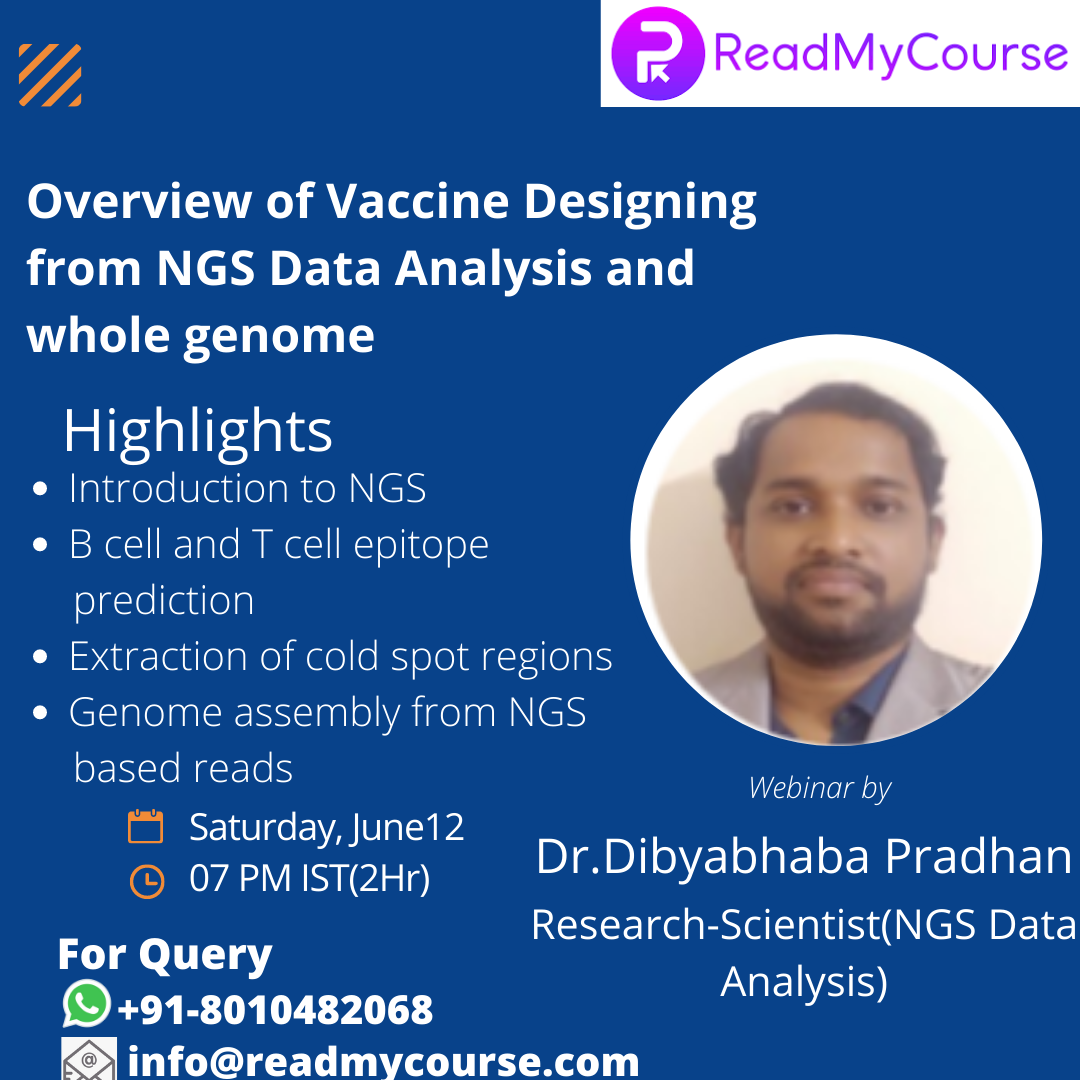 ReadMyCourse
Overview of Vaccine Designing
from NGS Data Analysis and
whole genome
Highlights
• Introduction to NGS
• B cell and T cell epitope
prediction
• Extraction of cold spot regions
• Genome assembly from NGS
based reads
Saturday, June12
07 PM IST(2Hr)
Webinar by
Dr.Dibyabhaba Pradhan
Research-Scientist(NGS Data
Analysis)
For Query
+91-8010482068
@ info@readmycourse.com